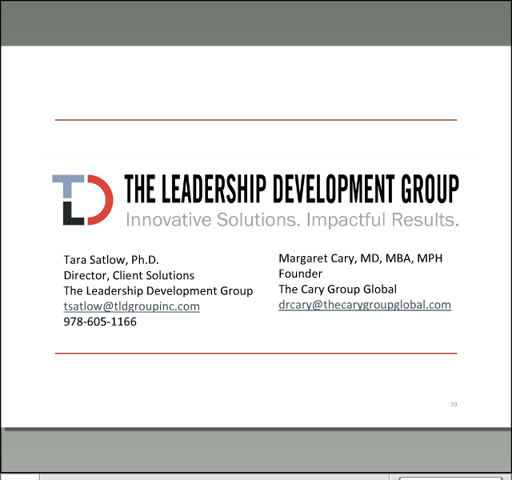 TLD
THE LEADERSHIP DEVELOPMENT GROUP
Innovative Solutions. Impactful Results.
Tara Satlow, Ph.D.
Director, Client Solutions
The Leadership Development Group
tsatlow@tldgroupinc.com
978-605-1166
Margaret Cary, MD, MBA, MPH
Founder
The Cary Group Global
drcary@thecarygroupglobal.com
30